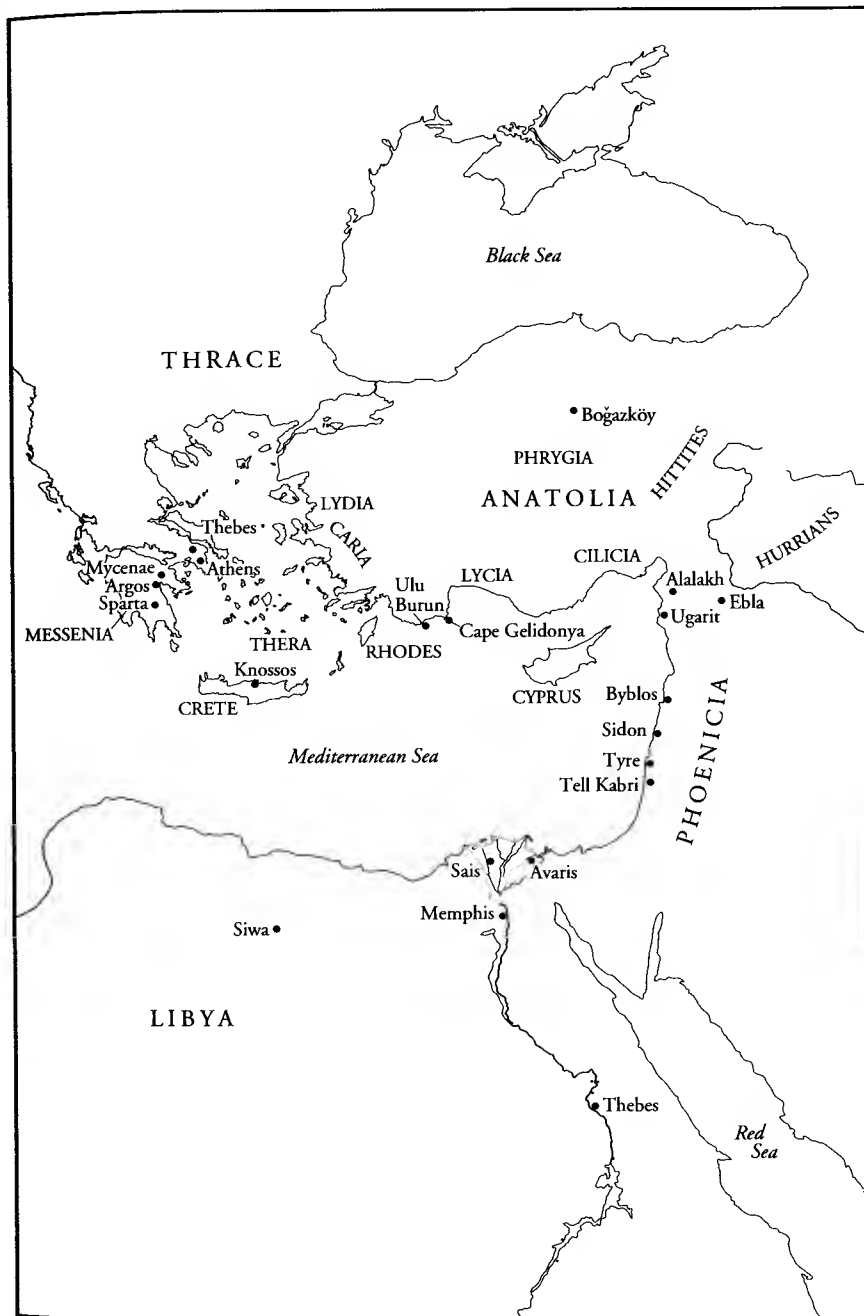 Black Sea
THRACE
Boğazköy
PHRYGIA
HITTITES
ANATOLIA
LYDIA
HURRIANS
CARIA
Thebes
Mycenae
Athens
Argos
Sparta
MESSENIA
Ulu
Burun
LYCIA
CILICIA
Alalakh
Ebla
Ugarit
Cape Gelidonya
THERA
RHODES
Knossos
CRETE
CYPRUS
Byblos
Sidon
PHOENICIA
Mediterranean Sea
Tyre
Tell Kabri
Sais
Avaris
Memphis
Siwa
LIBYA
Thebes
Red
Sea